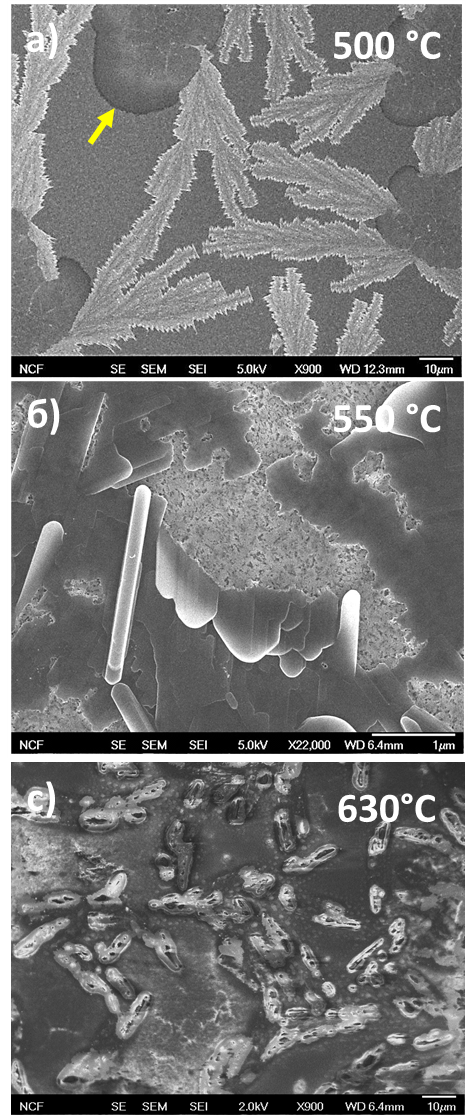 а) 500 °C
NCF SE SEM SEI 5.0kV X900 WD 12.3mm 10μm
б) 550 °C
NCF SE SEM SEI 5.0kV X22,000 WD 6.4mm 1μm
с) 630°C
NCF SE SEM SEI 2.0kV X900 WD 6.4mm 10μm